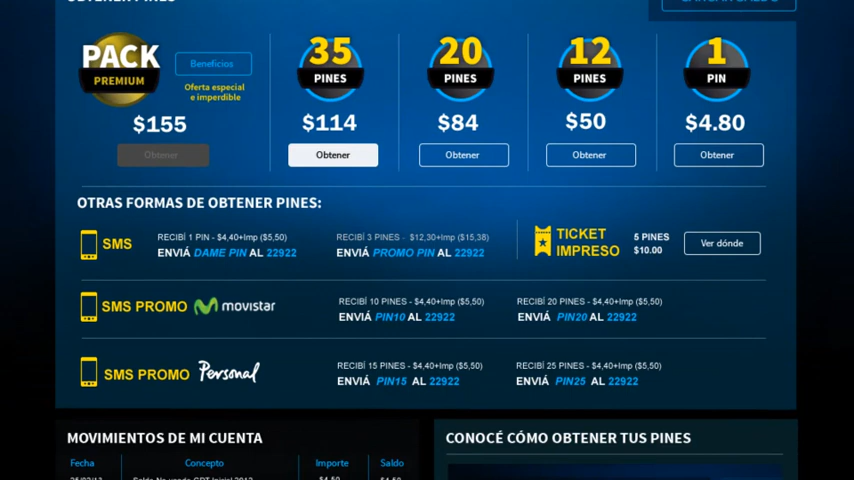 PACK
PREMIUM
Beneficios
Oferta especial
e imperdible
$155
Obtener
35
PINES
$114
Obtener
20
PINES
$84
Obtener
12
PINES
$50
Obtener
1
PIN
$4.80
Obtener
OTRAS FORMAS DE OBTENER PINES:
SMS
RECIBÍ 1 PIN - $4,40+Imp ($5,50)
ENVIÁ DAME PIN AL 22922
RECIBÍ 3 PINES - $12,30+Imp ($15,38)
ENVIÁ PROMO PIN AL 22922
TICKET
IMPRESO
5 PINES
$10.00
Ver dónde
SMS PROMO movistar
RECIBÍ 10 PINES - $4,40+Imp ($5,50)
ENVIÁ PIN10 AL 22922
RECIBÍ 20 PINES - $4,40+Imp ($5,50)
ENVIÁ PIN20 AL 22922
SMS PROMO Personal
RECIBÍ 15 PINES - $4,40+Imp ($5,50)
ENVIÁ PIN15 AL 22922
RECIBÍ 25 PINES - $4,40+Imp ($5,50)
ENVIÁ PIN25 AL 22922
MOVIMIENTOS DE MI CUENTA
Fecha Concepto Importe Saldo
CONOCÉ CÓMO OBTENER TUS PINES